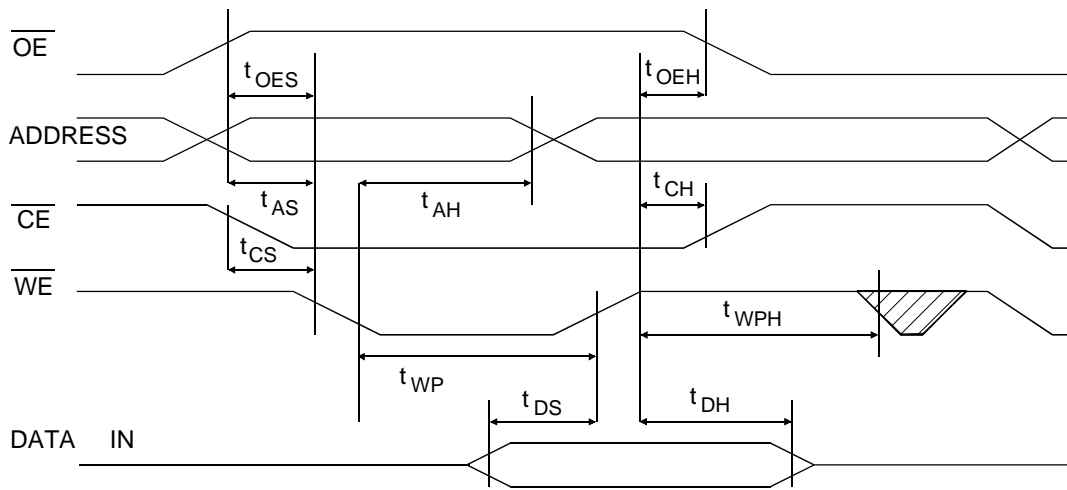 OE
tOES
tOEH
ADDRESS
tAS
tAH
tCH
CE
tCS
WE
tWPH
tWP
tDS
tDH
DATA IN